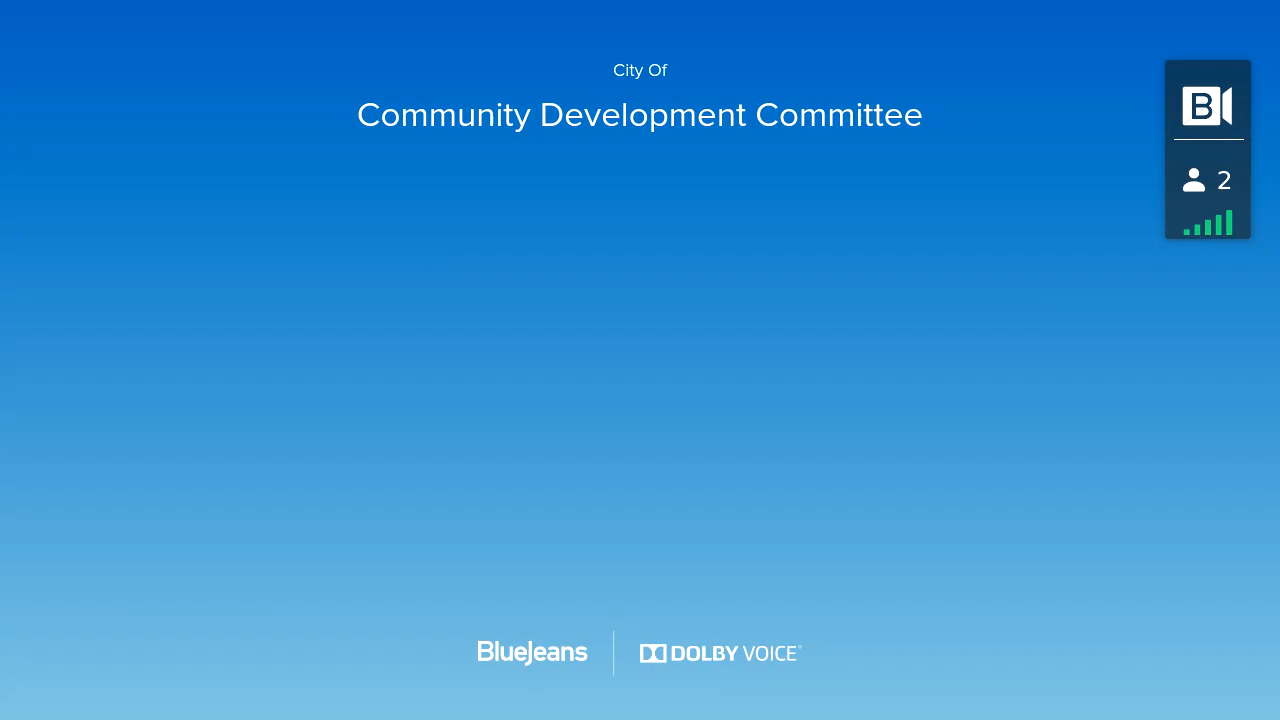 City Of
Community Development Committee
B
2
BlueJeans
DOLBY VOICE